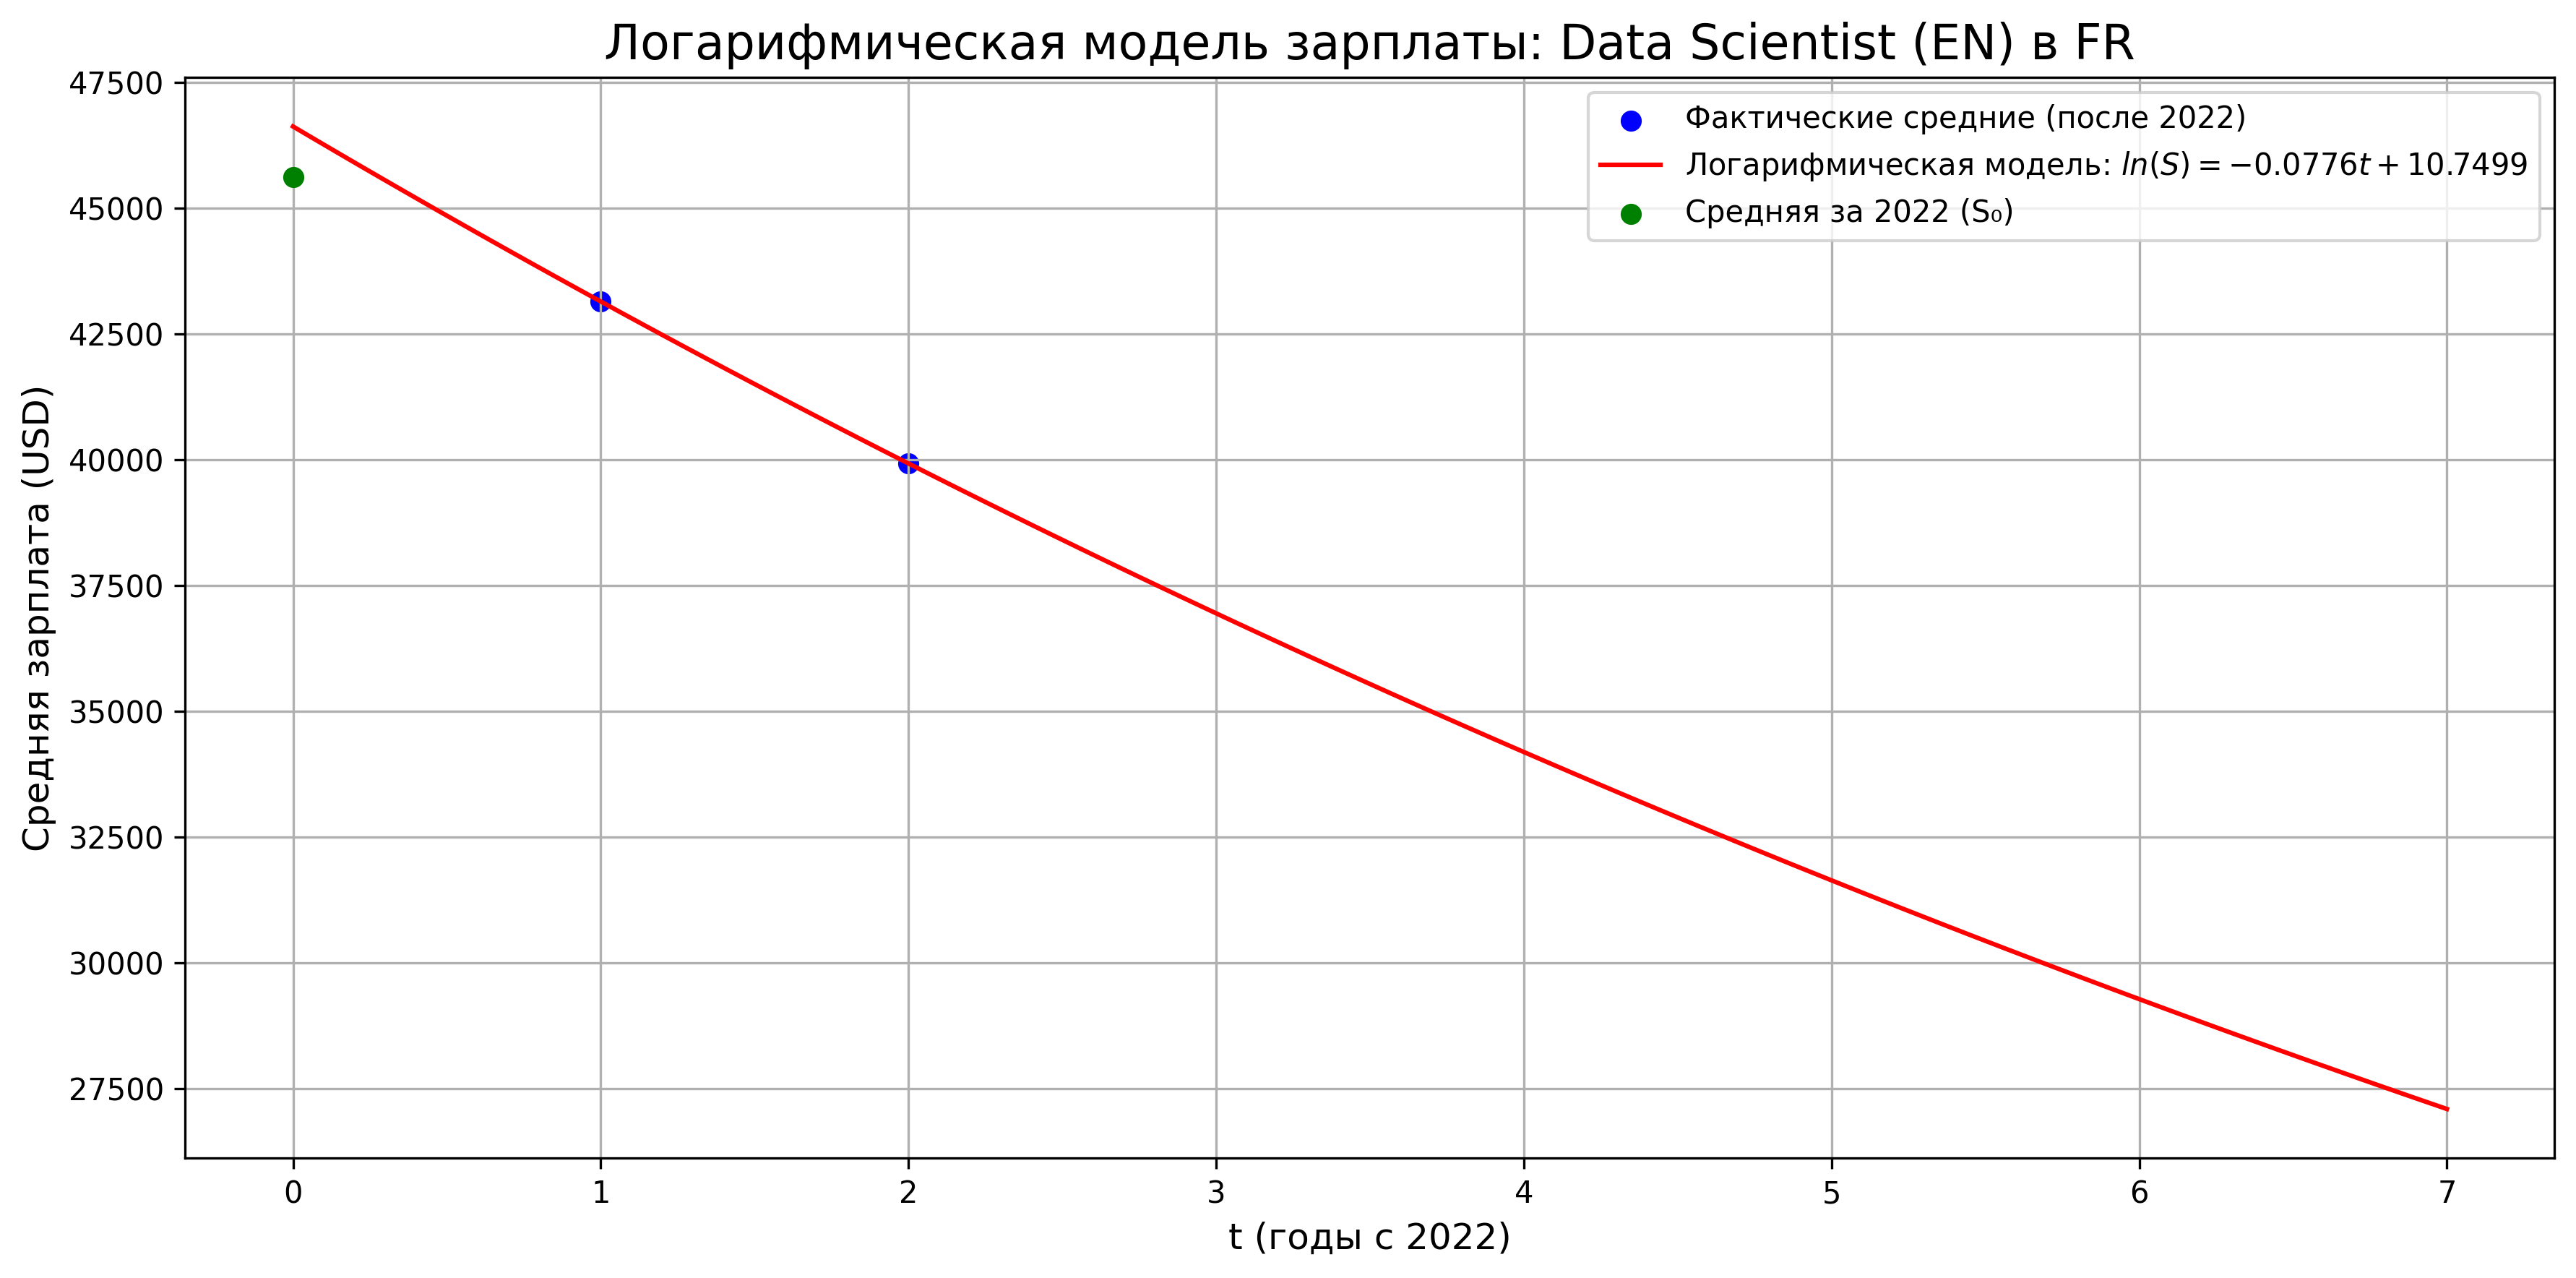 Логарифмическая модель зарплаты: Data Scientist (EN) в FR
Фактические средние (после 2022)
Логарифмическая модель: ln(S) = −0.0776t + 10.7499
Средняя за 2022 (S₀)
Средняя зарплата (USD)
47500
45000
42500
40000
37500
35000
32500
30000
27500
0 1 2 3 4 5 6 7
t (годы с 2022)